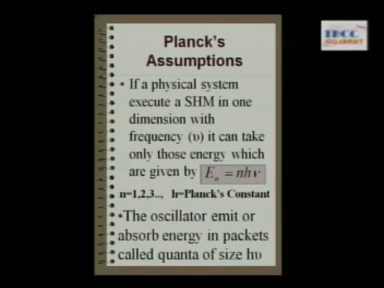 Planck's
Assumptions
• If a physical system
execute a SHM in one
dimension with
frequency (υ) it can take
only those energy which
are given by Eₙ = nhν
n=1,2,3.., h=Planck's Constant
•The oscillator emit or
absorb energy in packets
called quanta of size hυ